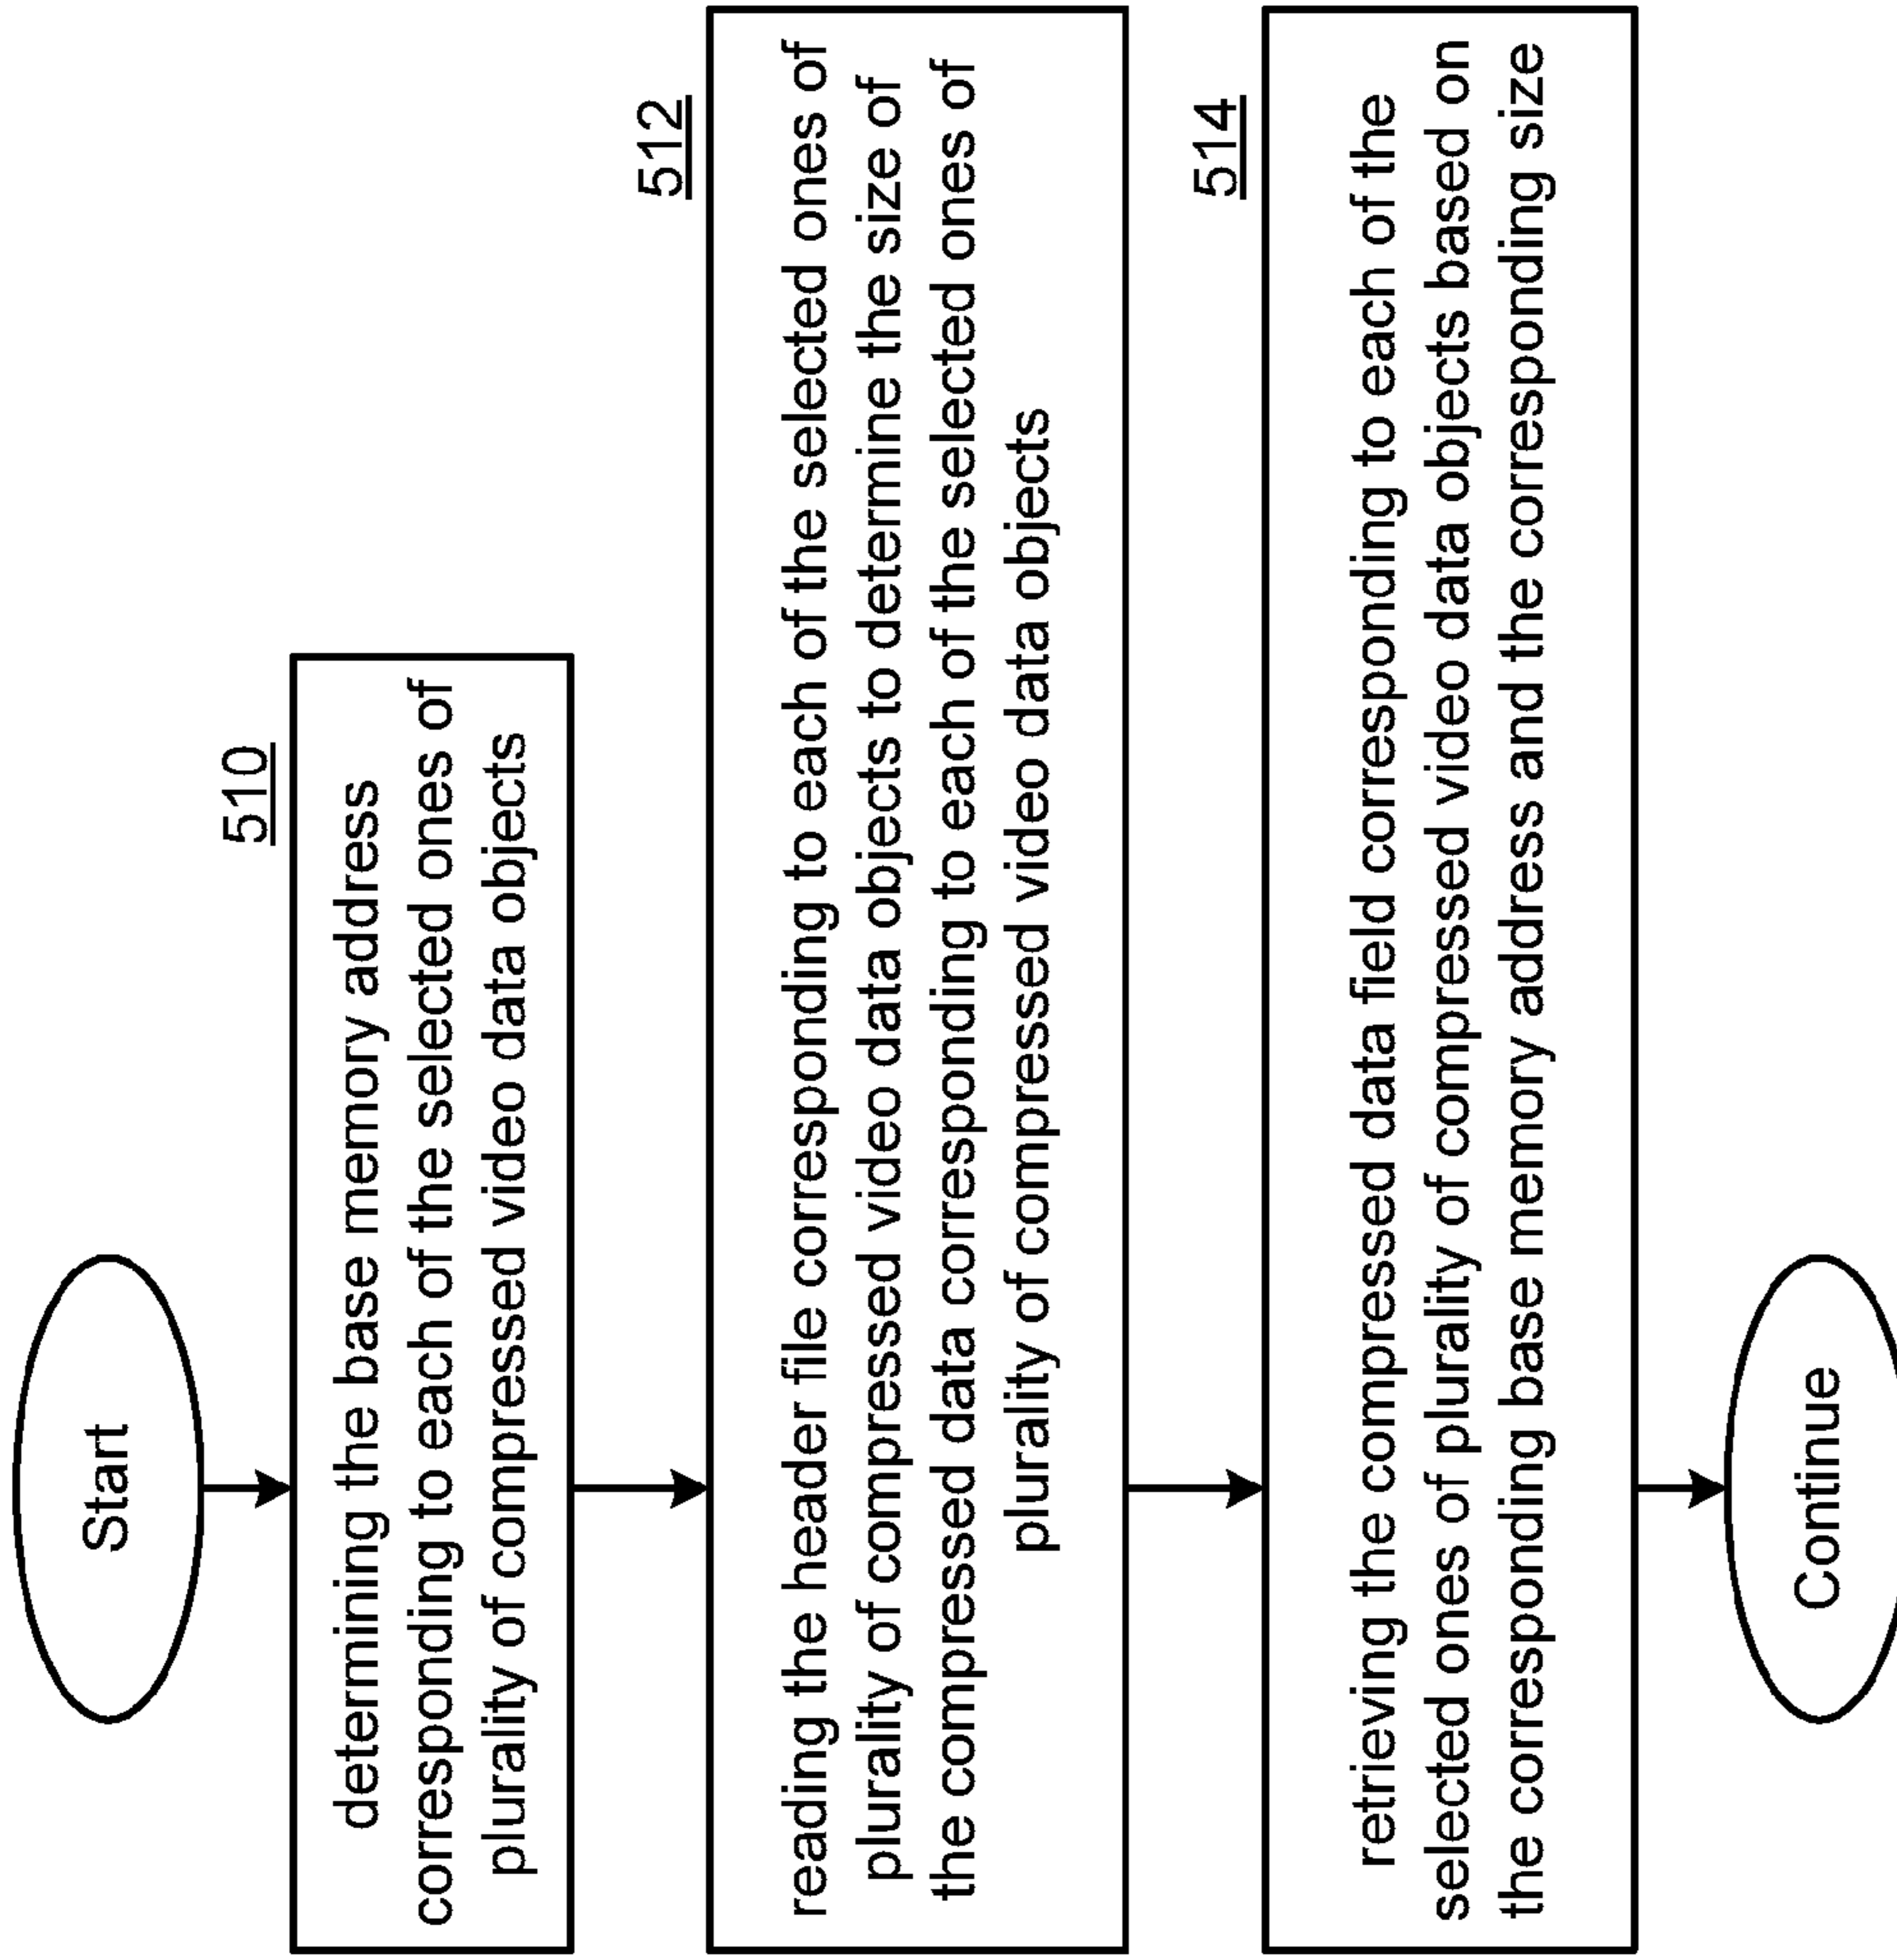 Start
510
determining the base memory address
corresponding to each of the selected ones of
plurality of compressed video data objects
512
reading the header file corresponding to each of the selected ones of
plurality of compressed video data objects to determine the size of
the compressed data corresponding to each of the selected ones of
plurality of compressed video data objects
514
retrieving the compressed data field corresponding to each of the
selected ones of plurality of compressed video data objects based on
the corresponding base memory address and the corresponding size
Continue